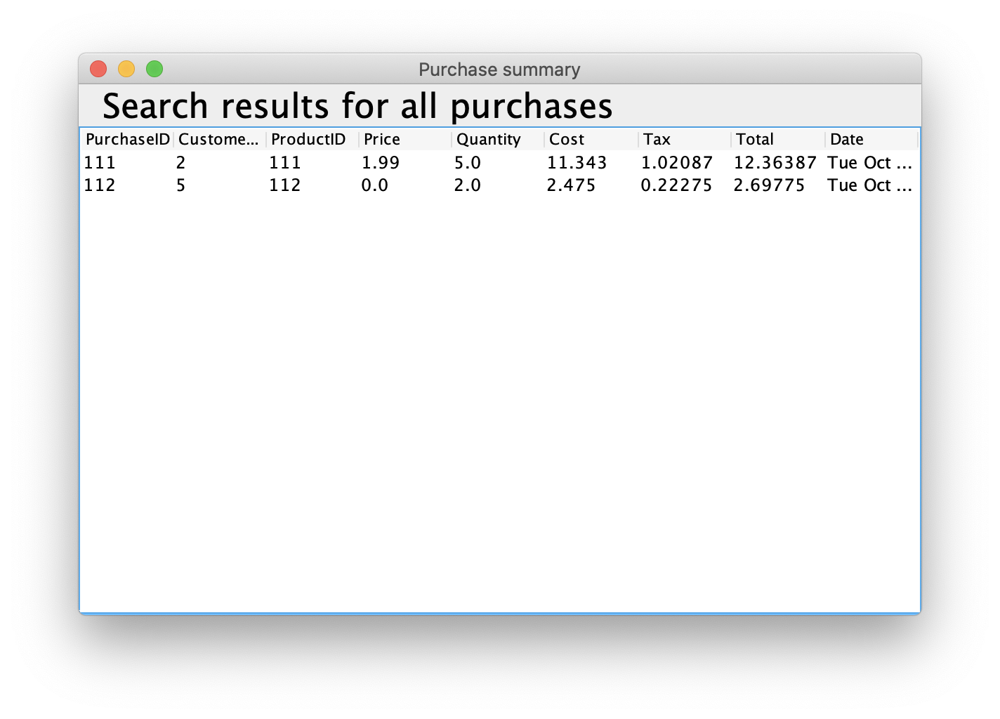 Purchase summary
Search results for all purchases
PurchaseID Custome... ProductID Price Quantity Cost Tax Total Date
111 2 111 1.99 5.0 11.343 1.02087 12.36387 Tue Oct ...
112 5 112 0.0 2.0 2.475 0.22275 2.69775 Tue Oct ...